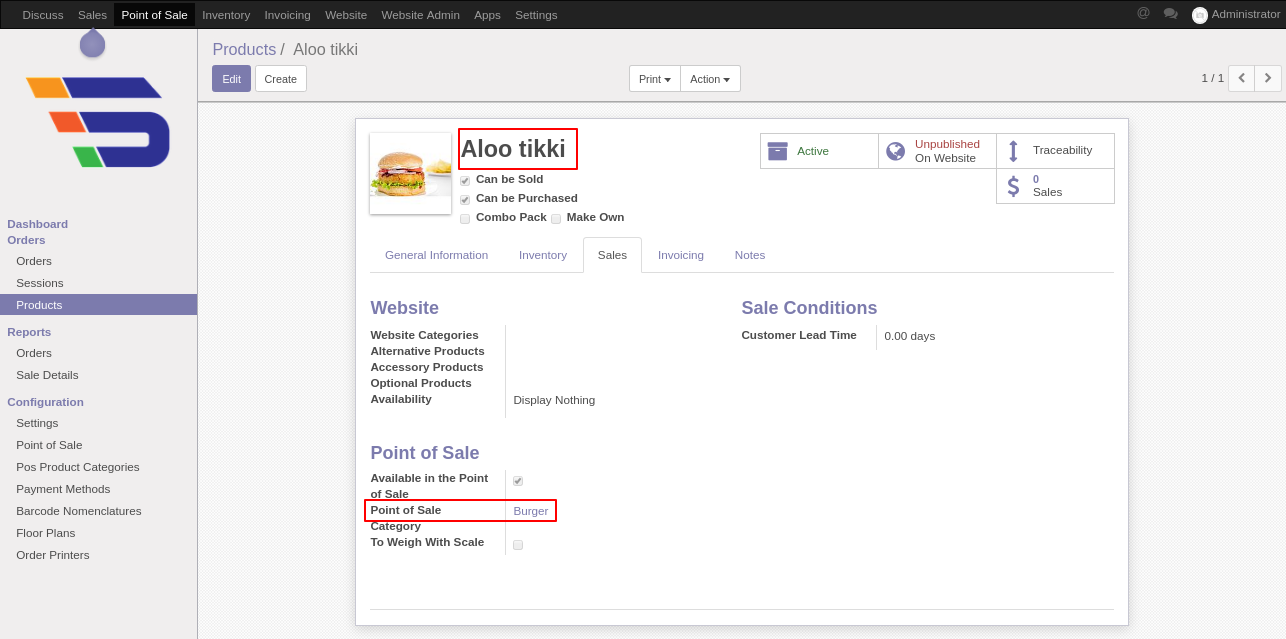 Discuss Sales Point of Sale Inventory Invoicing Website Website Admin Apps Settings @ Administrator
Products / Aloo tikki
Edit Create Print Action 1 / 1
Dashboard
Orders
Orders
Sessions
Products
Reports
Orders
Sale Details
Configuration
Settings
Point of Sale
Pos Product Categories
Payment Methods
Barcode Nomenclatures
Floor Plans
Order Printers
Aloo tikki
Can be Sold
Can be Purchased
Combo Pack Make Own
Active
Unpublished
On Website
Traceability
0
Sales
General Information Inventory Sales Invoicing Notes
Website
Website Categories
Alternative Products
Accessory Products
Optional Products
Availability Display Nothing
Sale Conditions
Customer Lead Time 0.00 days
Point of Sale
Available in the Point
of Sale
Point of Sale Burger
Category
To Weigh With Scale